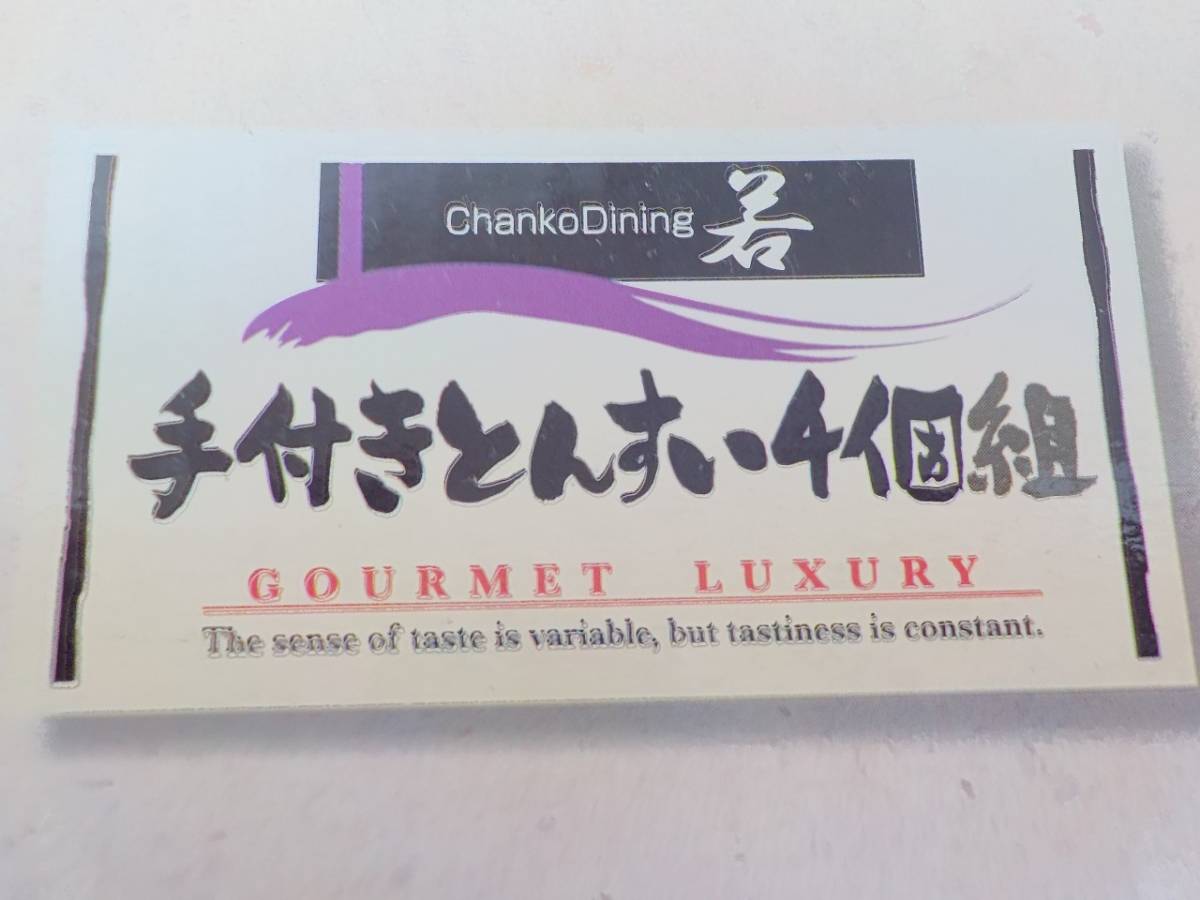 ChankoDining 若
手付きとんすい4個組
GOURMET LUXURY
The sense of taste is variable, but tastiness is constant.